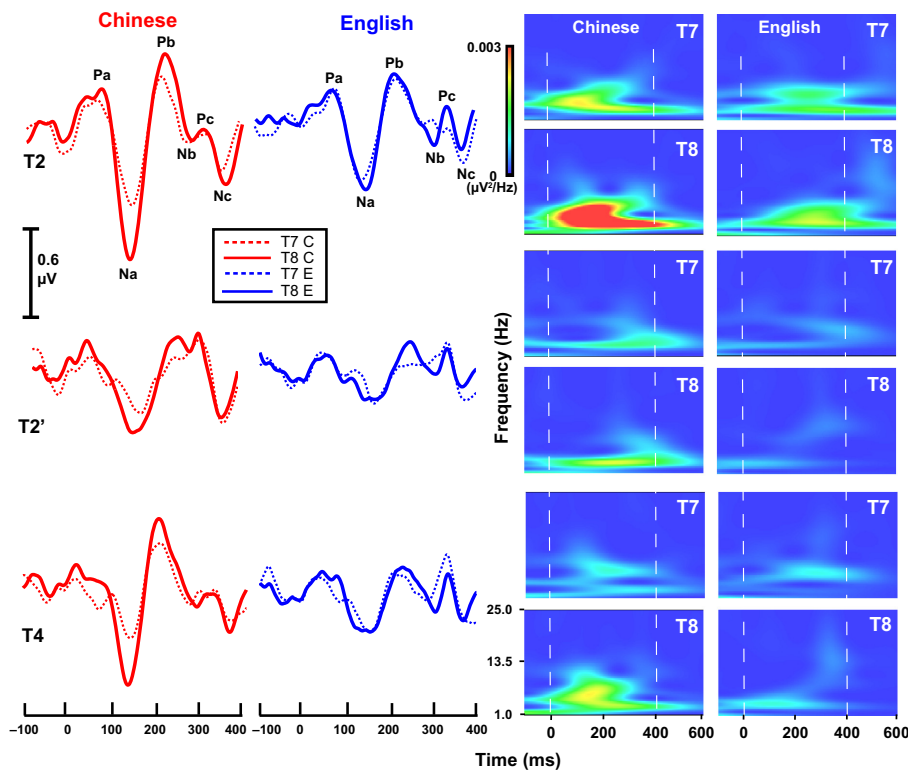 Chinese
English
Pa
Pb
Na
Nb
Pc
Nc
T2
Pa
Pb
Pc
Na
Nb
Nc
0.6
µV
T7 C
T8 C
T7 E
T8 E
T2’
T4
–100 0 100 200 300 400
–100 0 100 200 300 400
0.003
0
(µV²/Hz)
Chinese T7
English T7
T8
T8
T7
T7
T8
T8
T7
T7
T8
T8
Frequency (Hz)
25.0
13.5
1.0
0 200 400 600
0 200 400 600
Time (ms)